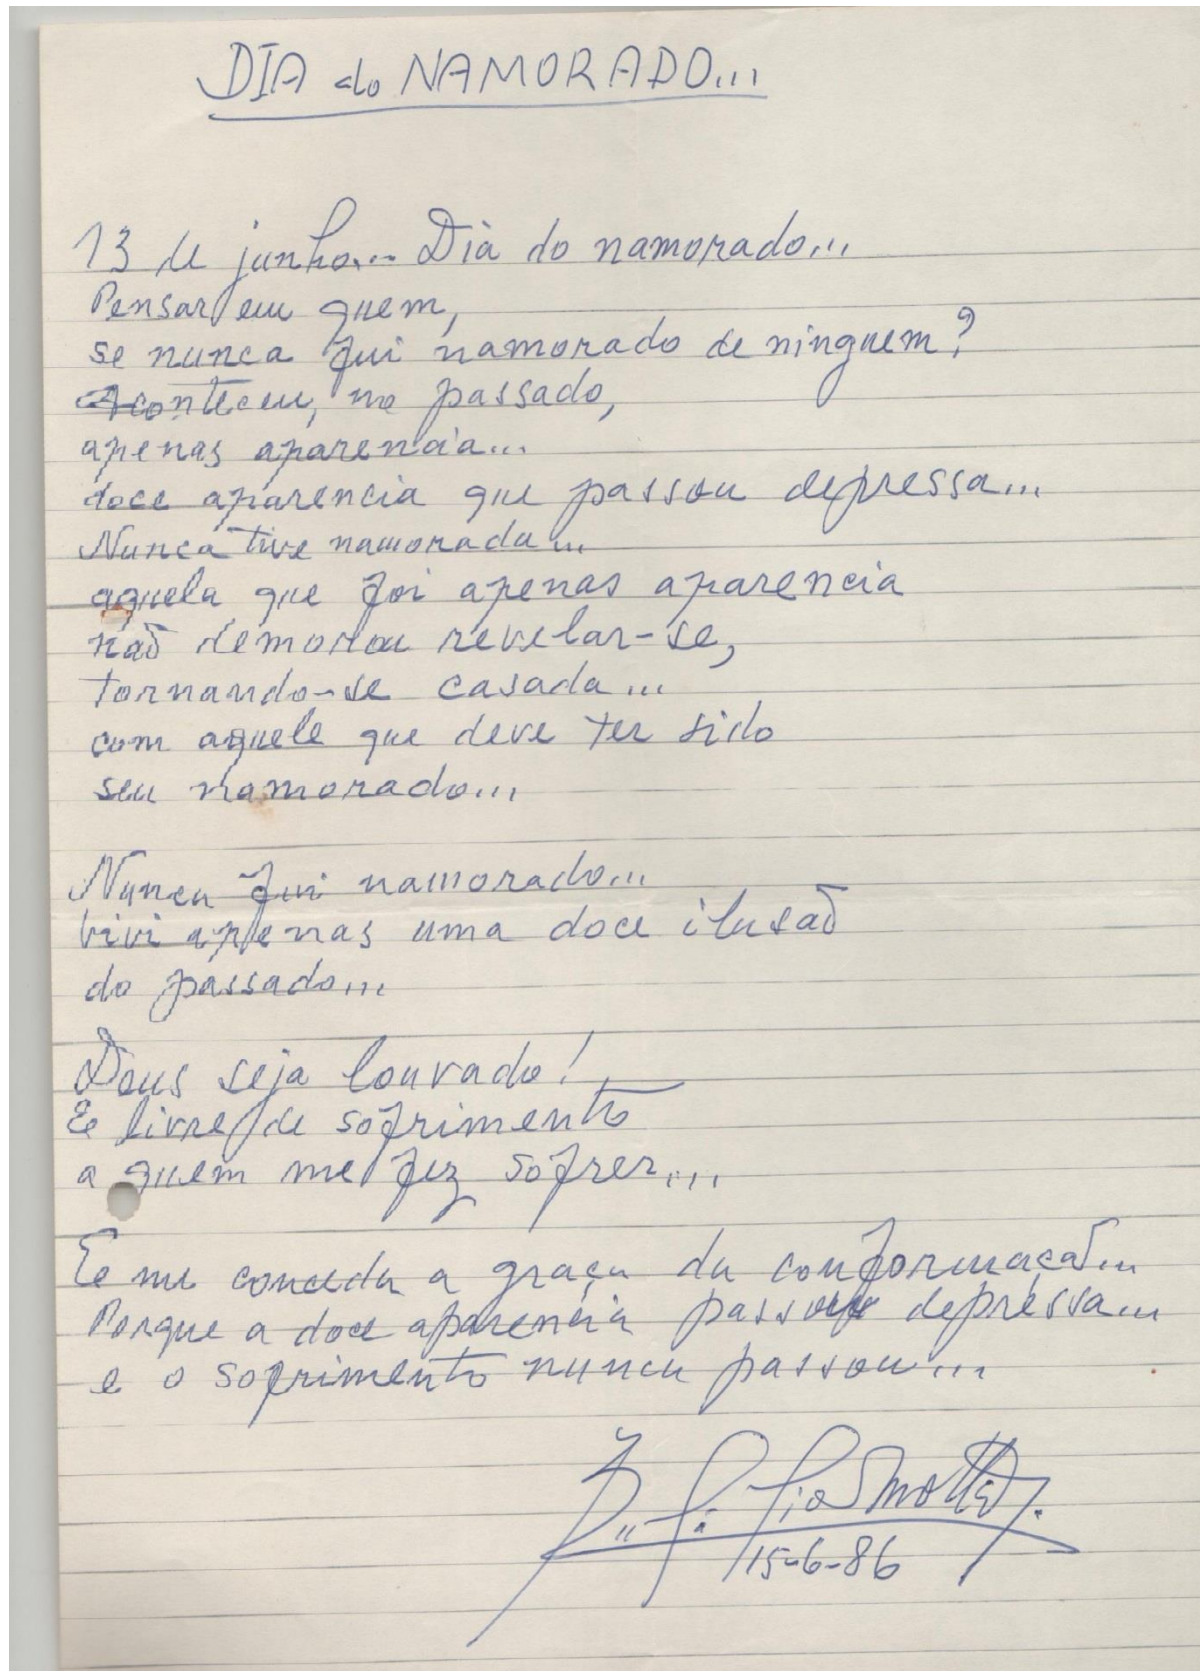 DIA do NAMORADO...
13 de junho... Dia do namorado...
Pensar em quem,
se nunca fui namorado de ninguem?
Aconteceu, no passado,
apenas aparencia...
doce aparencia que passou depressa...
Nunca tive namorada...
aquela que foi apenas aparencia
não demorou revelar-se,
tornando-se casada...
com aquele que deve ter sido
seu namorado...
Nunca fui namorado...
vivi apenas uma doce ilusão
do passado...
Deus seja louvado!
E livre de sofrimento
a quem me fez sofrer...
E me conceda a graça da conformação...
Porque a doce aparencia passou depressa...
e o sofrimento nunca passou...
Pio Motta
15-6-86